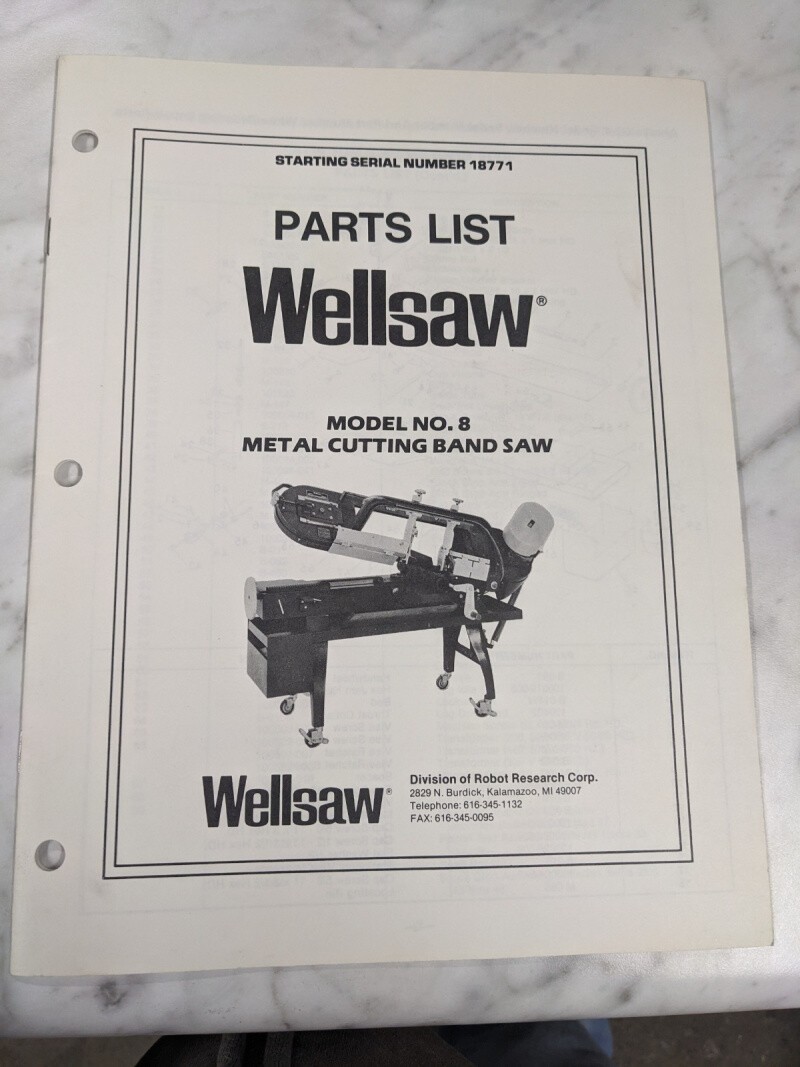 STARTING SERIAL NUMBER 18771
PARTS LIST
Wellsaw®
MODEL NO. 8
METAL CUTTING BAND SAW
Wellsaw®
Division of Robot Research Corp.
2829 N. Burdick, Kalamazoo, MI 49007
Telephone: 616-345-1132
FAX: 616-345-0095